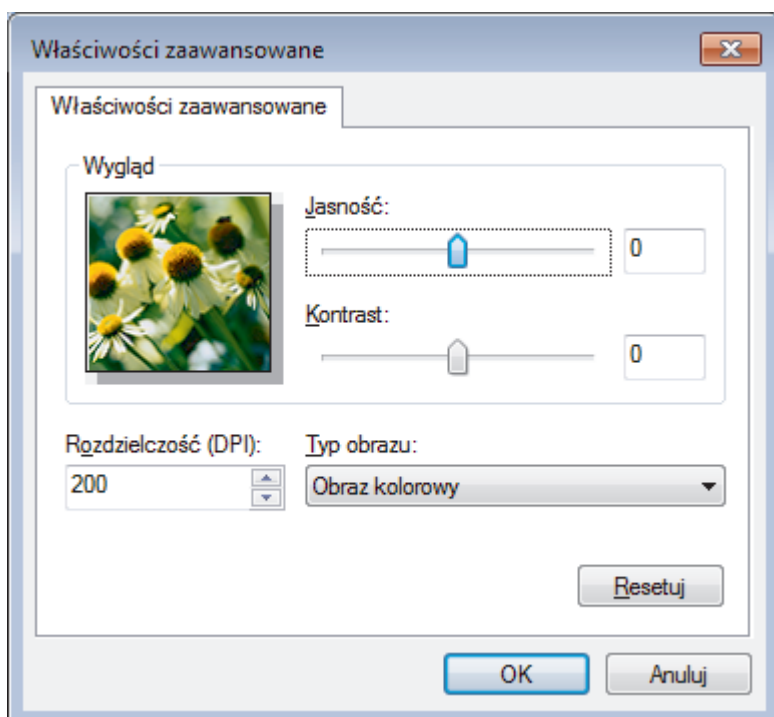 Właściwości zaawansowane
Właściwości zaawansowane
Wygląd
Jasność:
0
Kontrast:
0
Rozdzielczość (DPI):
Typ obrazu:
200
Obraz kolorowy
Resetuj
OK
Anuluj